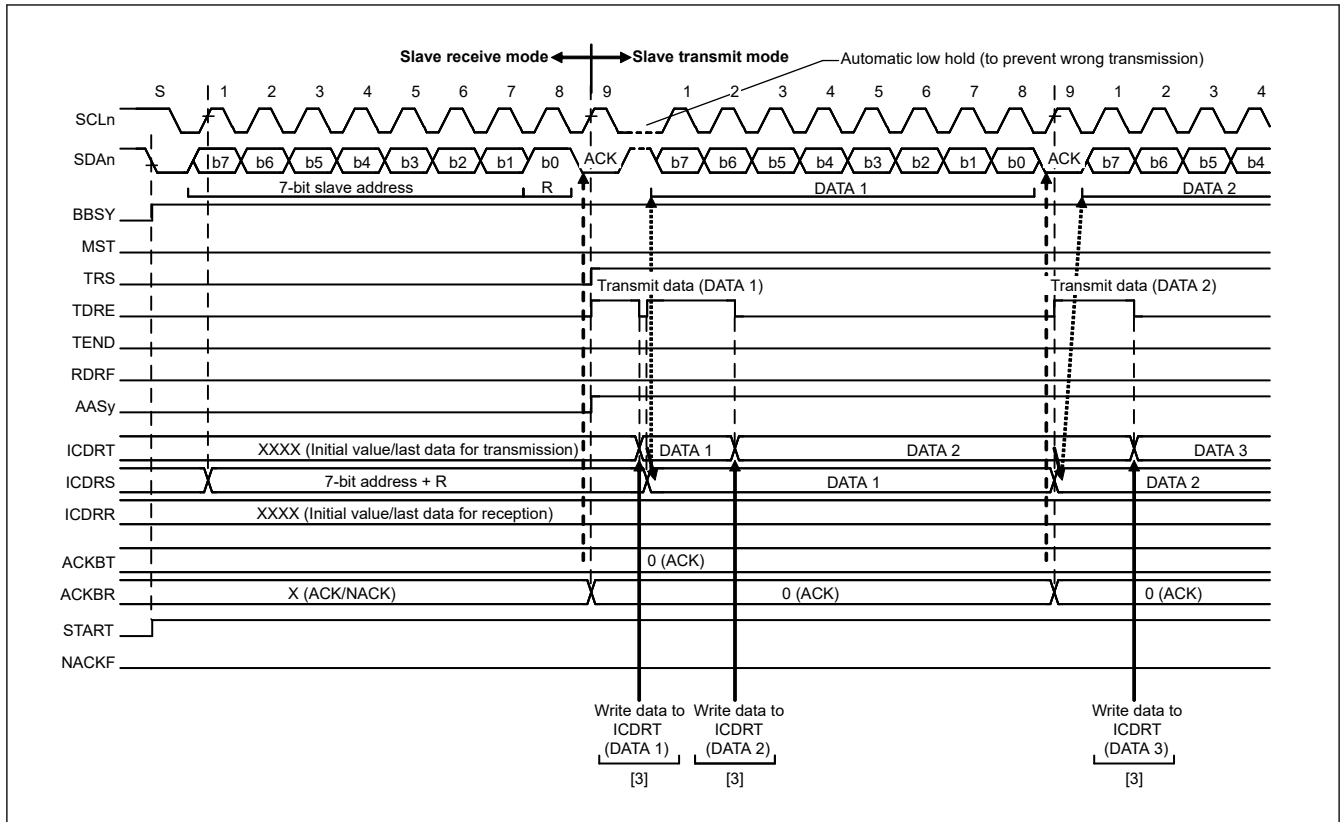 Slave receive mode Slave transmit mode
Automatic low hold (to prevent wrong transmission)
S 1 2 3 4 5 6 7 8 9 1 2 3 4 5 6 7 8 9 1 2 3 4
SCLn
SDAn b7 b6 b5 b4 b3 b2 b1 b0 ACK b7 b6 b5 b4 b3 b2 b1 b0 ACK b7 b6 b5 b4
7-bit slave address R DATA 1 DATA 2
BBSY
MST
TRS
Transmit data (DATA 1) Transmit data (DATA 2)
TDRE
TEND
RDRF
AASy
ICDRT XXXX (Initial value/last data for transmission) DATA 1 DATA 2 DATA 3
ICDRS 7-bit address + R DATA 1 DATA 2
ICDRR XXXX (Initial value/last data for reception)
ACKBT 0 (ACK)
ACKBR X (ACK/NACK) 0 (ACK) 0 (ACK)
START
NACKF
Write data to ICDRT (DATA 1) [3]
Write data to ICDRT (DATA 2) [3]
Write data to ICDRT (DATA 3) [3]